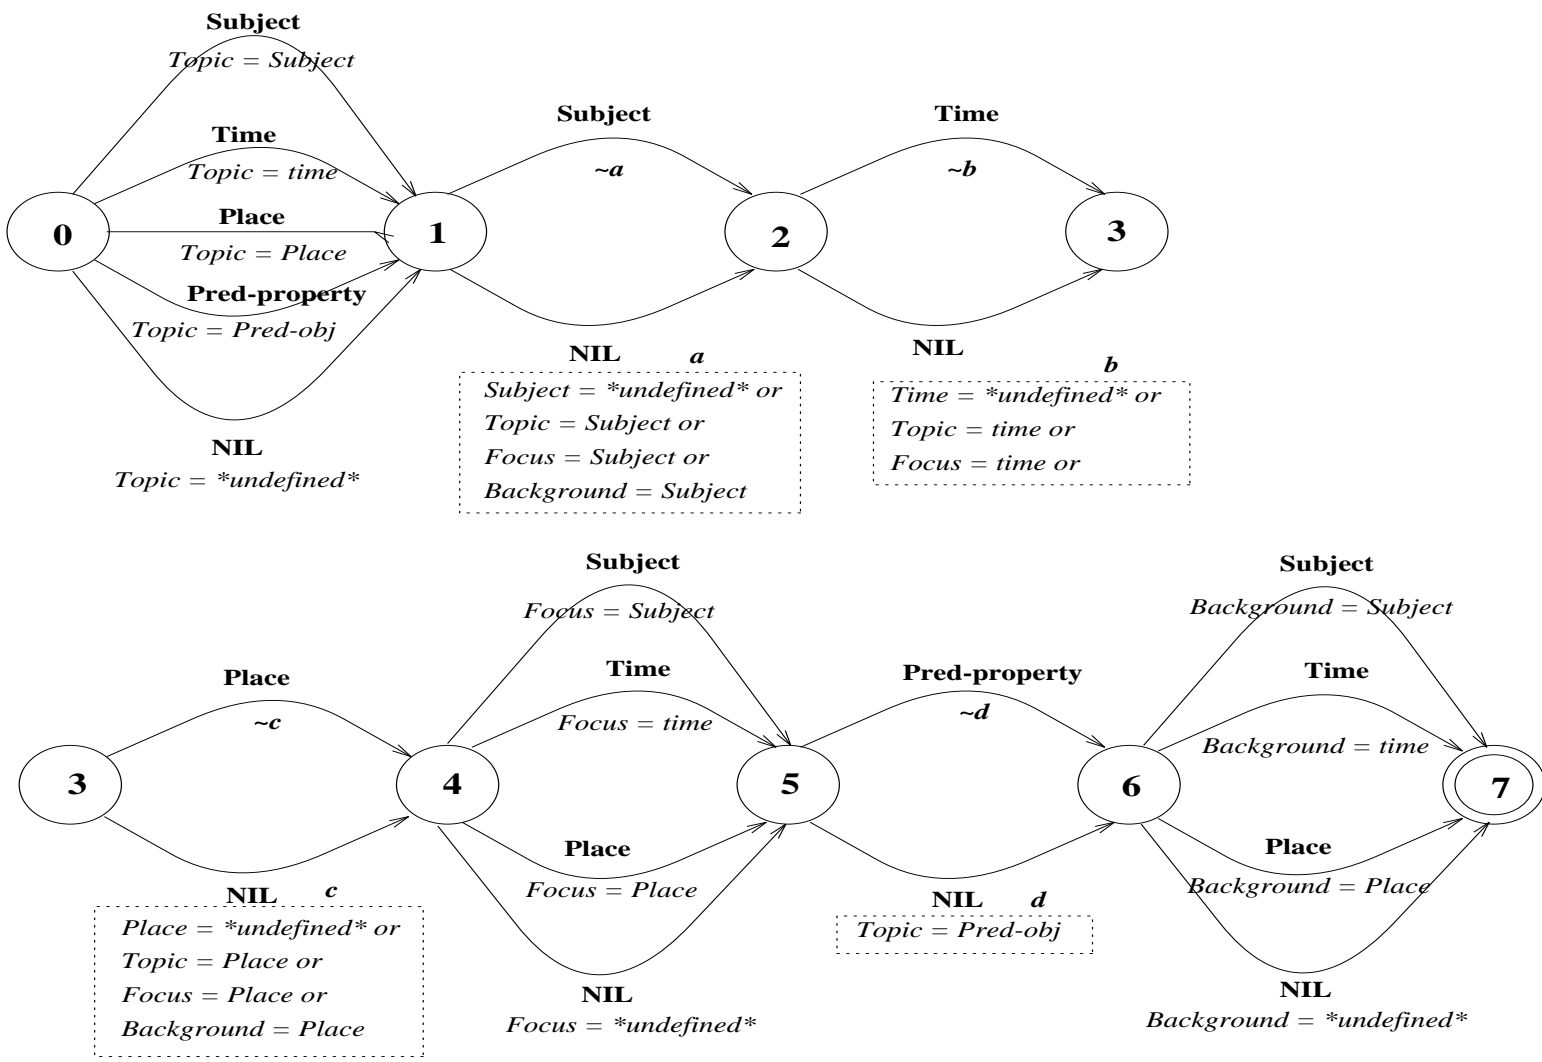 Subject
Topic = Subject
Time
Topic = time
Place
Topic = Place
Pred-property
Topic = Pred-obj
NIL
Topic = *undefined*
0
1
Subject
~a
NIL
a
Subject = *undefined* or
Topic = Subject or
Focus = Subject or
Background = Subject
2
Time
~b
NIL
b
Time = *undefined* or
Topic = time or
Focus = time or
3
3
Place
~c
NIL
c
Place = *undefined* or
Topic = Place or
Focus = Place or
Background = Place
4
Subject
Focus = Subject
Time
Focus = time
Place
Focus = Place
NIL
Focus = *undefined*
5
Pred-property
~d
NIL
d
Topic = Pred-obj
6
Subject
Background = Subject
Time
Background = time
Place
Background = Place
NIL
Background = *undefined*
7